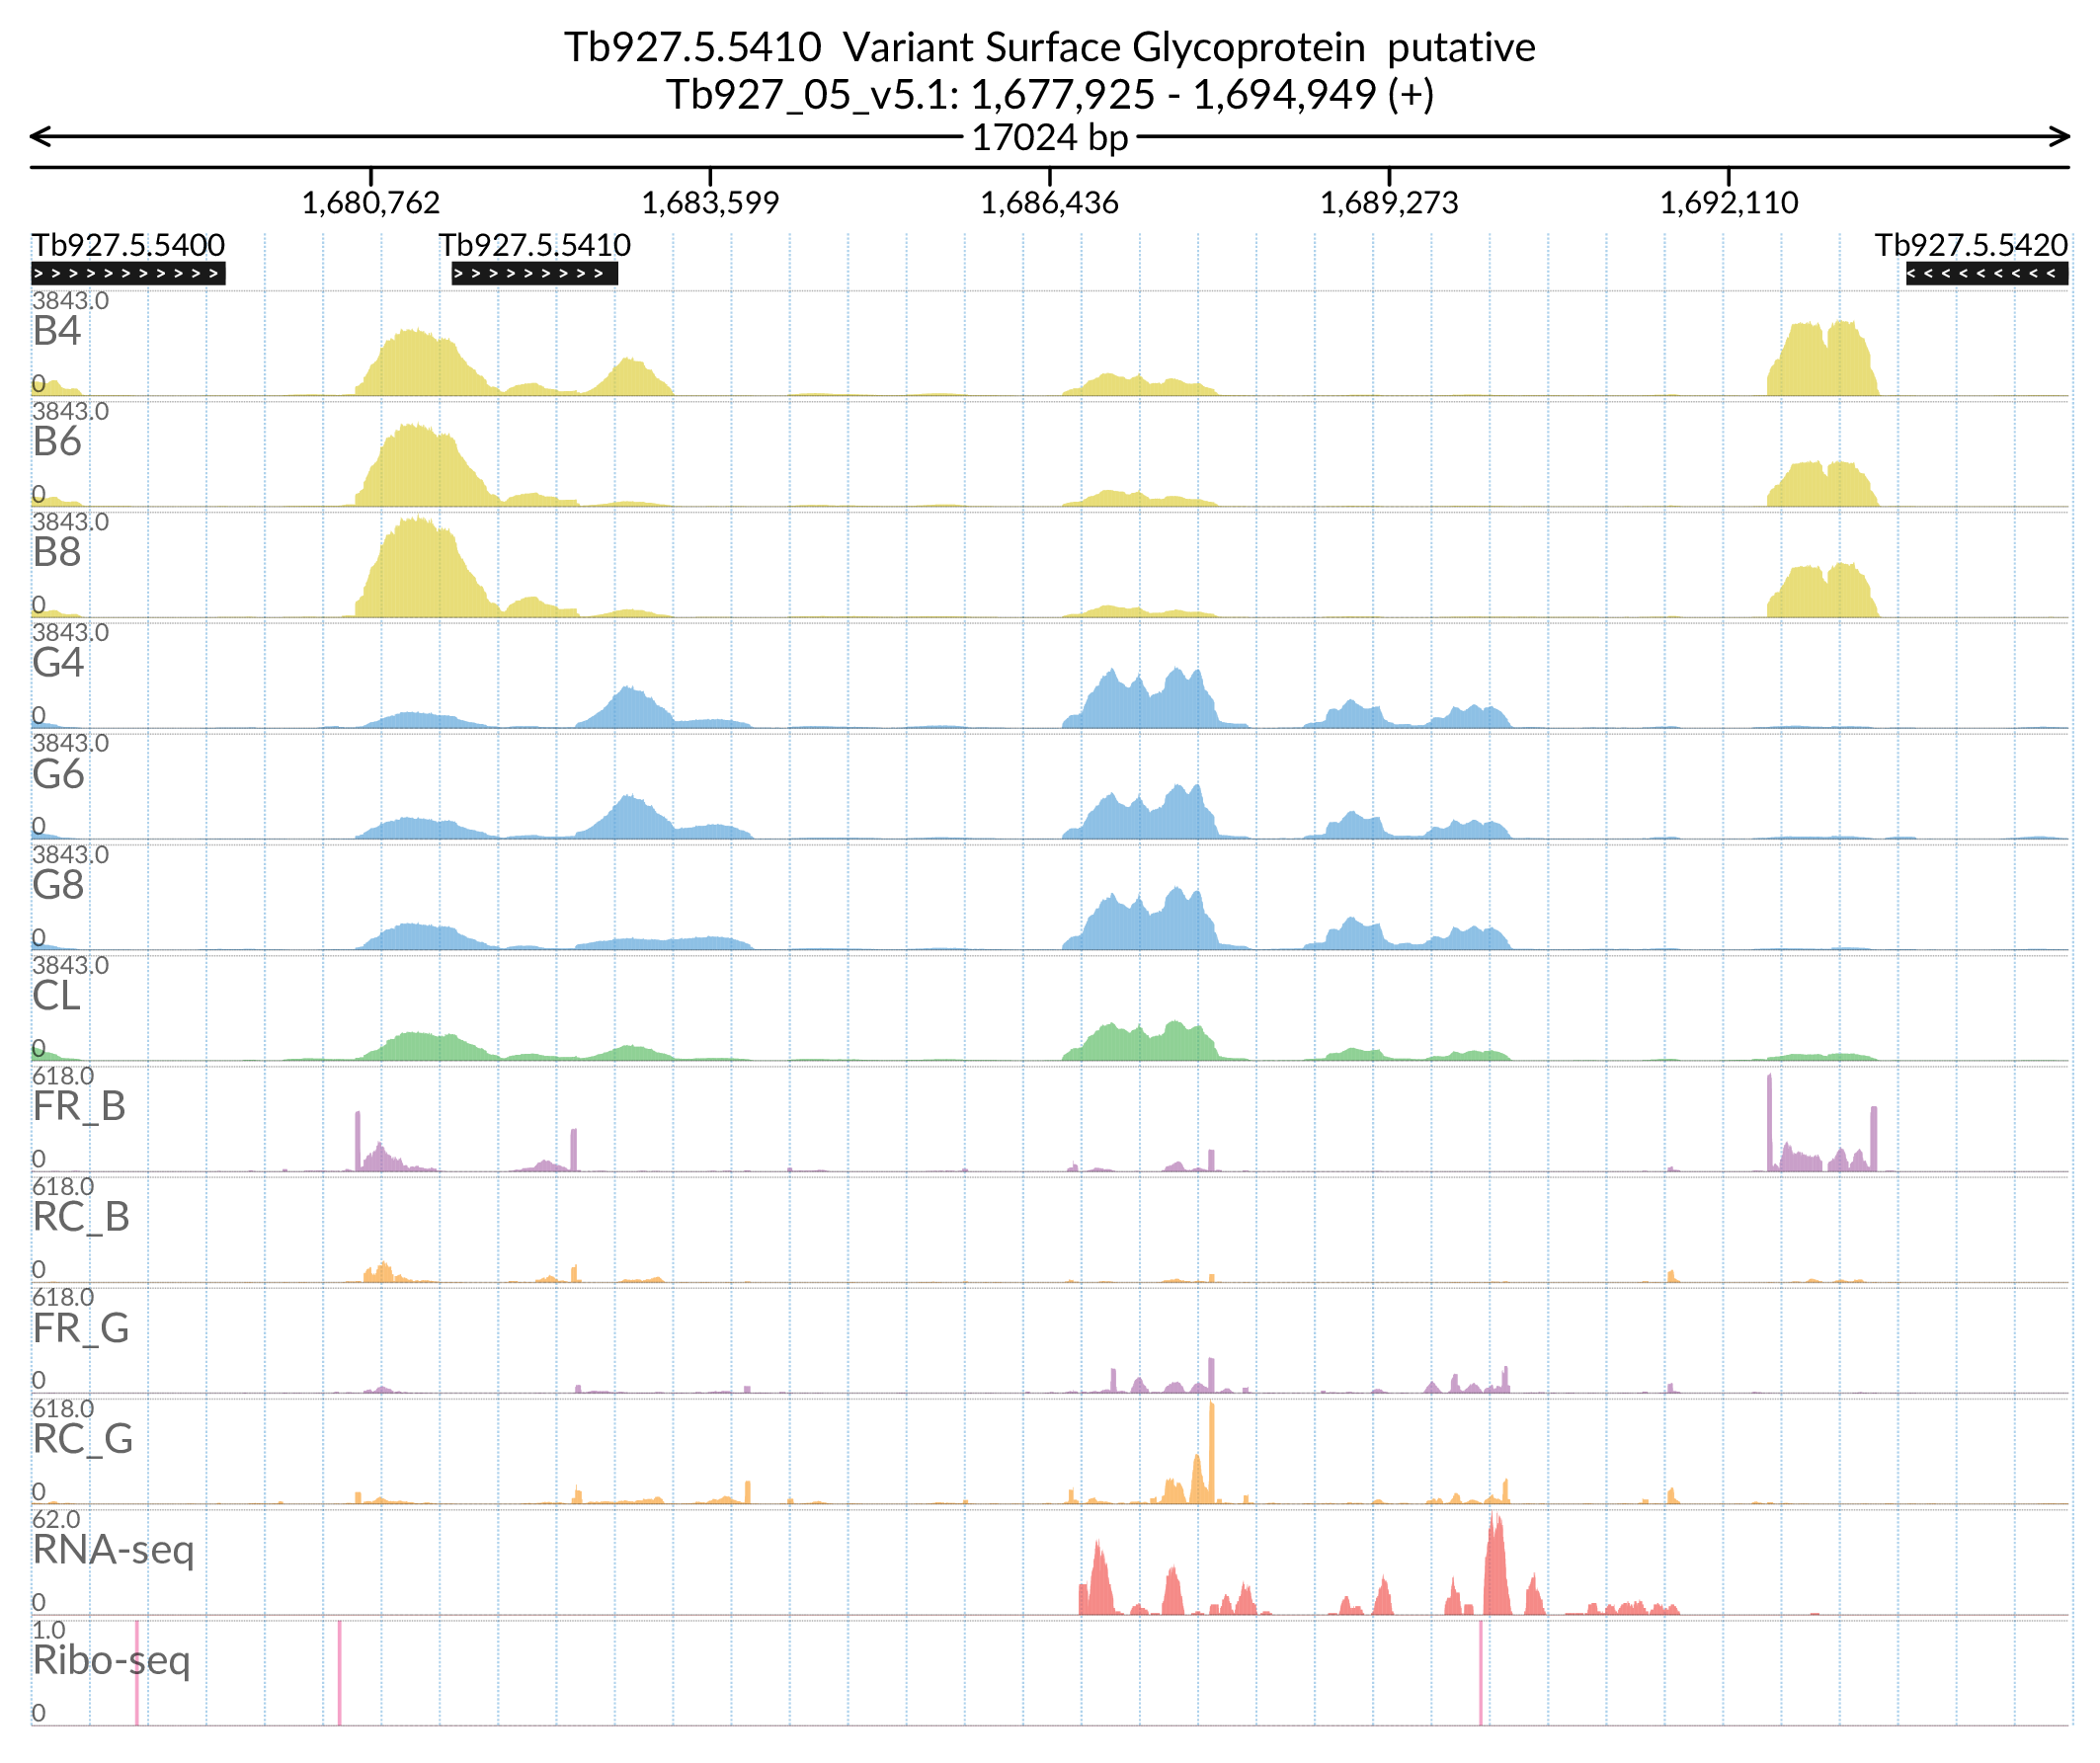 Tb927.5.5410  Variant Surface Glycoprotein  putative
Tb927_05_v5.1: 1,677,925 - 1,694,949 (+)
17024 bp
1,680,762 1,683,599 1,686,436 1,689,273 1,692,110
Tb927.5.5400 Tb927.5.5410 Tb927.5.5420
3843.0
B4
0
3843.0
B6
0
3843.0
B8
0
3843.0
G4
0
3843.0
G6
0
3843.0
G8
0
3843.0
CL
0
618.0
FR_B
0
618.0
RC_B
0
618.0
FR_G
0
618.0
RC_G
0
62.0
RNA-seq
0
1.0
Ribo-seq
0